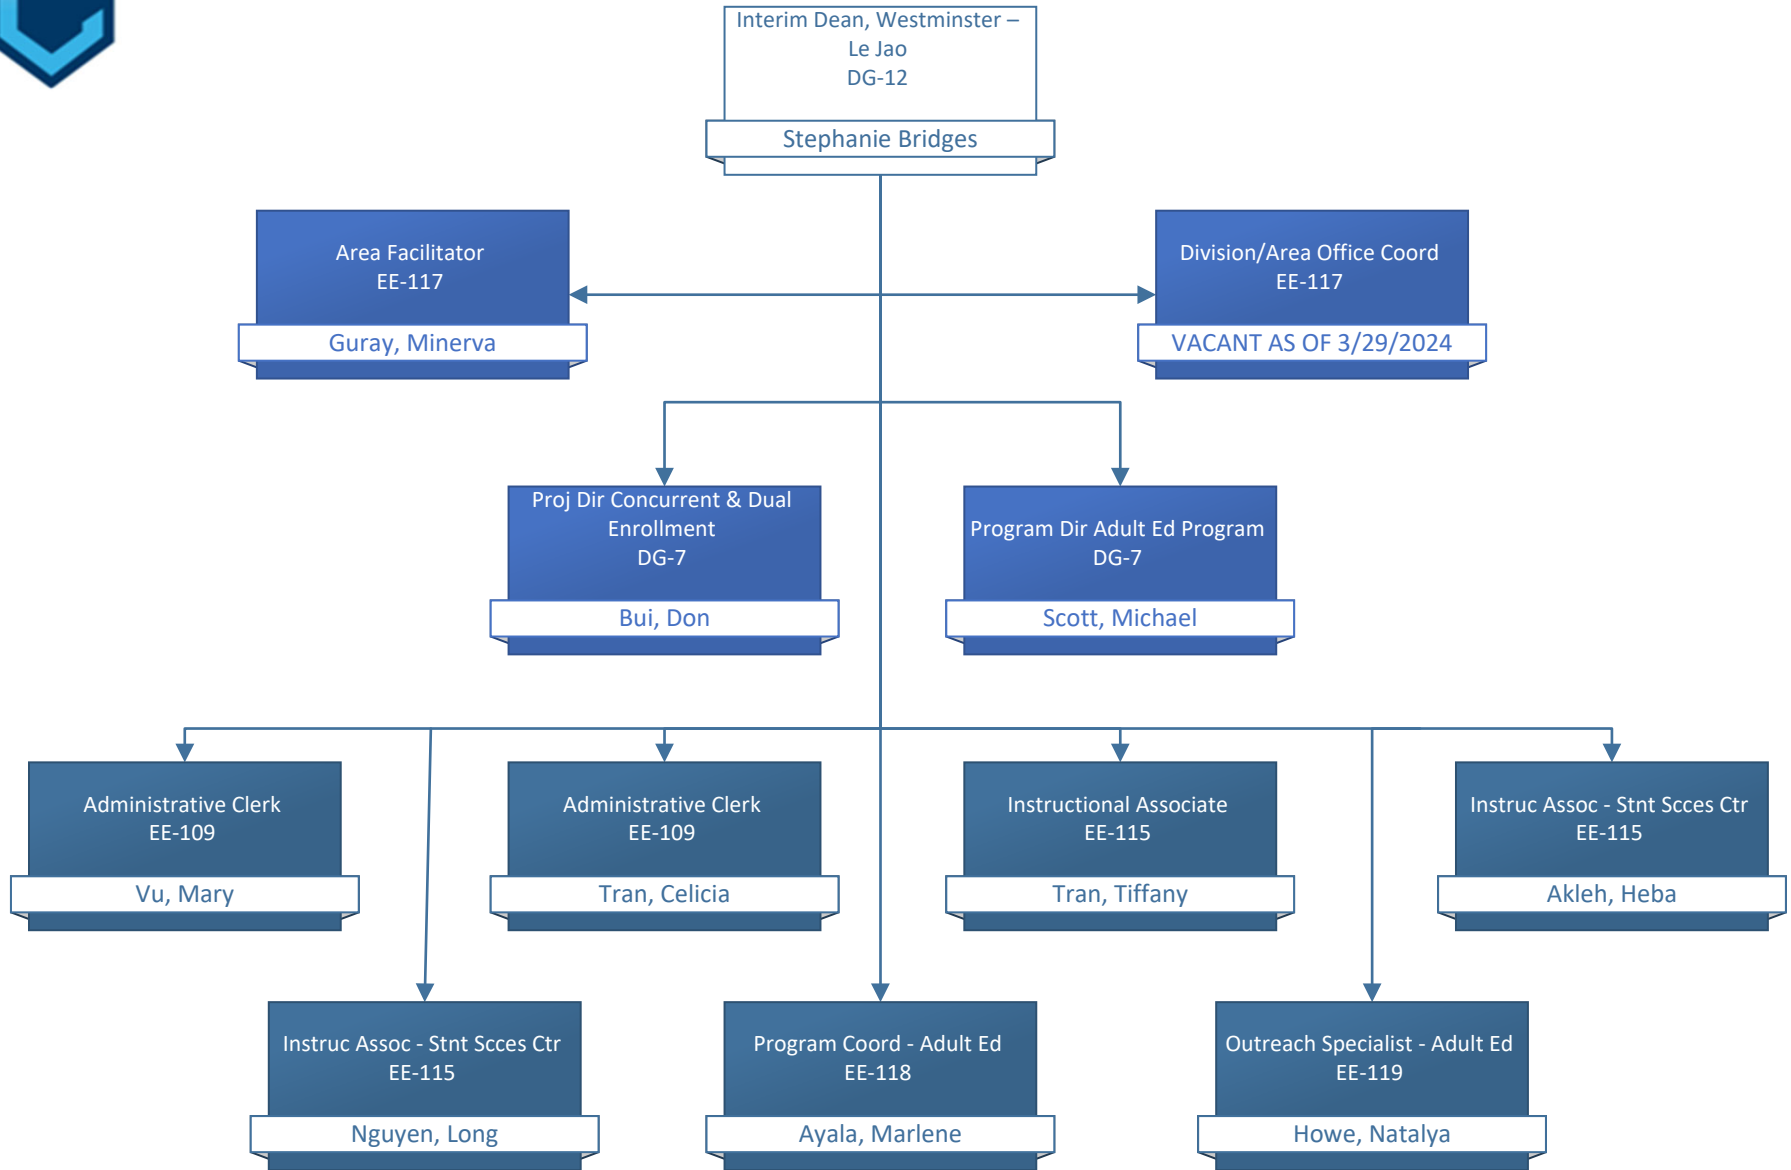 Interim Dean, Westminster –
Le Jao
DG-12
Stephanie Bridges
Area Facilitator
EE-117
Guray, Minerva
Division/Area Office Coord
EE-117
VACANT AS OF 3/29/2024
Proj Dir Concurrent & Dual
Enrollment
DG-7
Bui, Don
Program Dir Adult Ed Program
DG-7
Scott, Michael
Administrative Clerk
EE-109
Vu, Mary
Administrative Clerk
EE-109
Tran, Celicia
Instructional Associate
EE-115
Tran, Tiffany
Instruc Assoc - Stnt Scces Ctr
EE-115
Akleh, Heba
Instruc Assoc - Stnt Scces Ctr
EE-115
Nguyen, Long
Program Coord - Adult Ed
EE-118
Ayala, Marlene
Outreach Specialist - Adult Ed
EE-119
Howe, Natalya